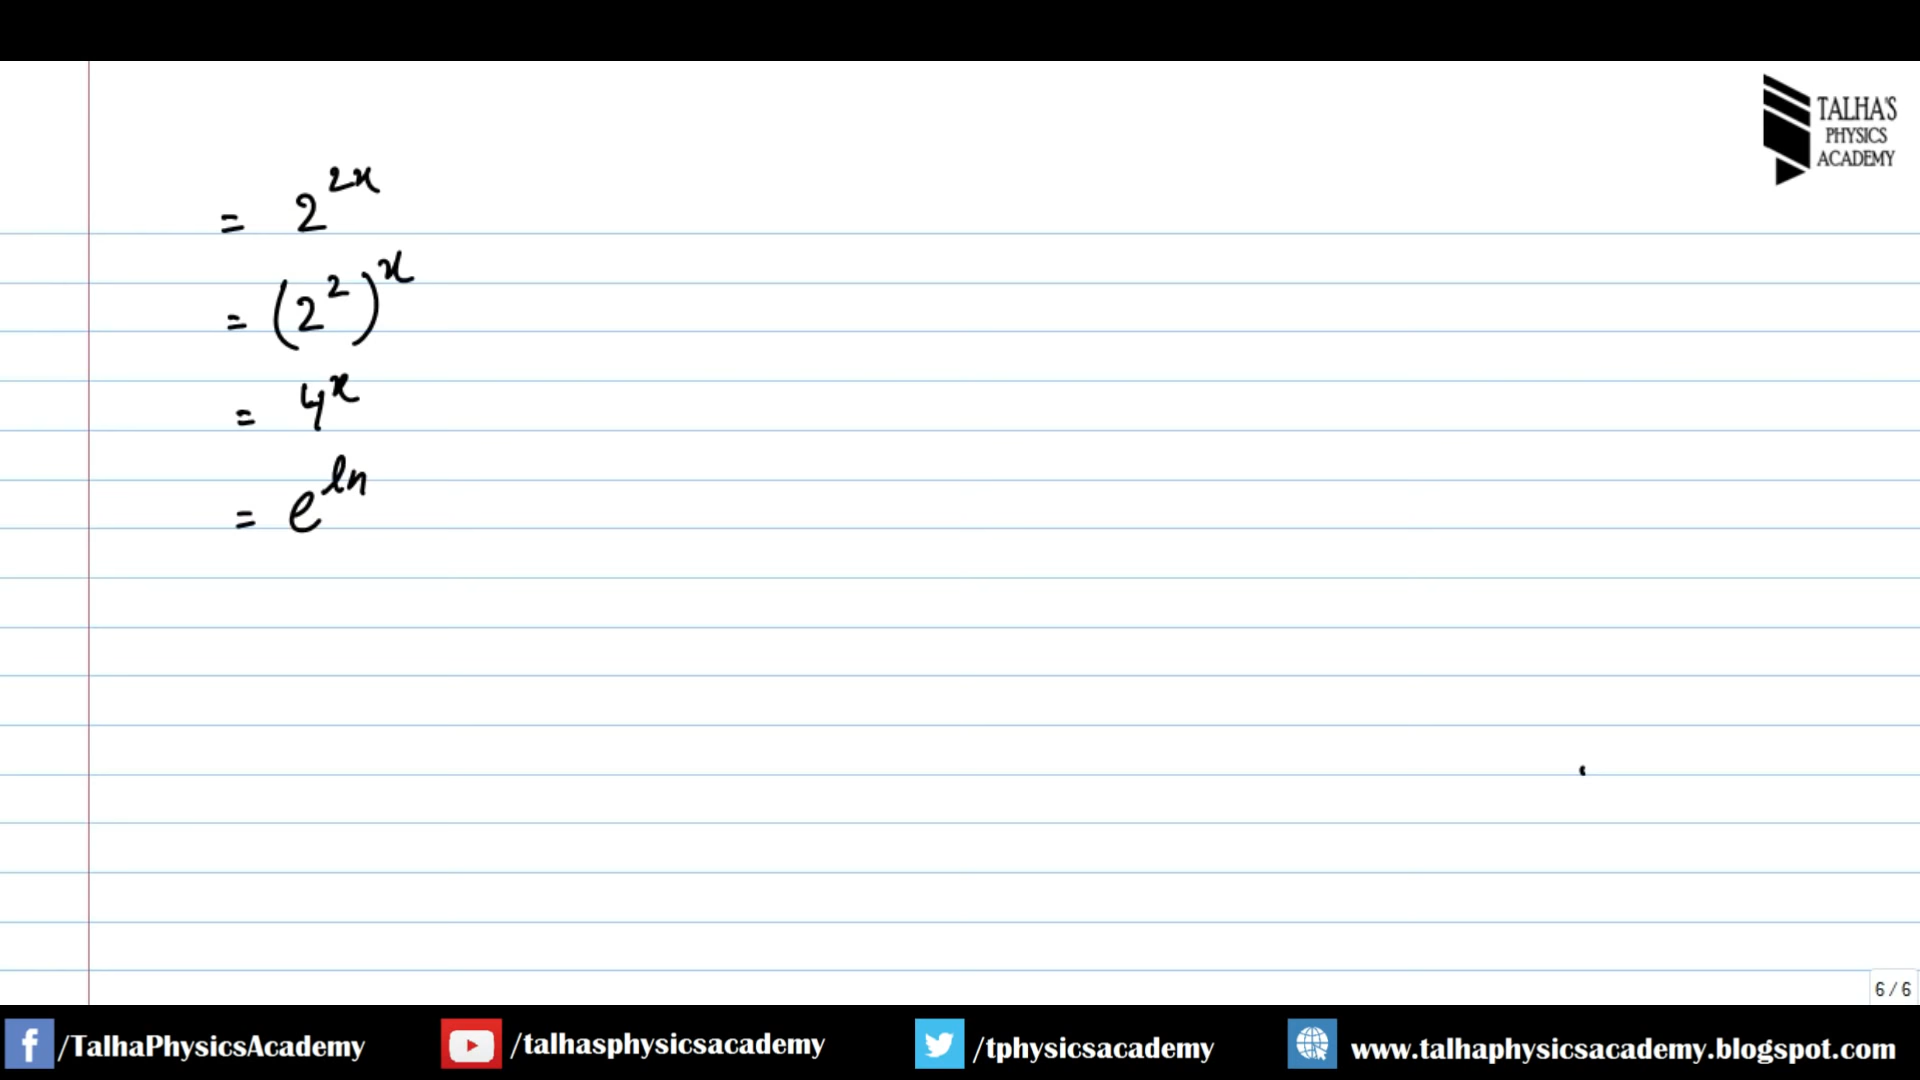 TALHA'S
PHYSICS
ACADEMY
= 2^{2x}
= (2^2)^x
= 4^x
= e^{ln
6 / 6
/TalhaPhysicsAcademy
/talhasphysicsacademy
/tphysicsacademy
www.talhaphysicsacademy.blogspot.com